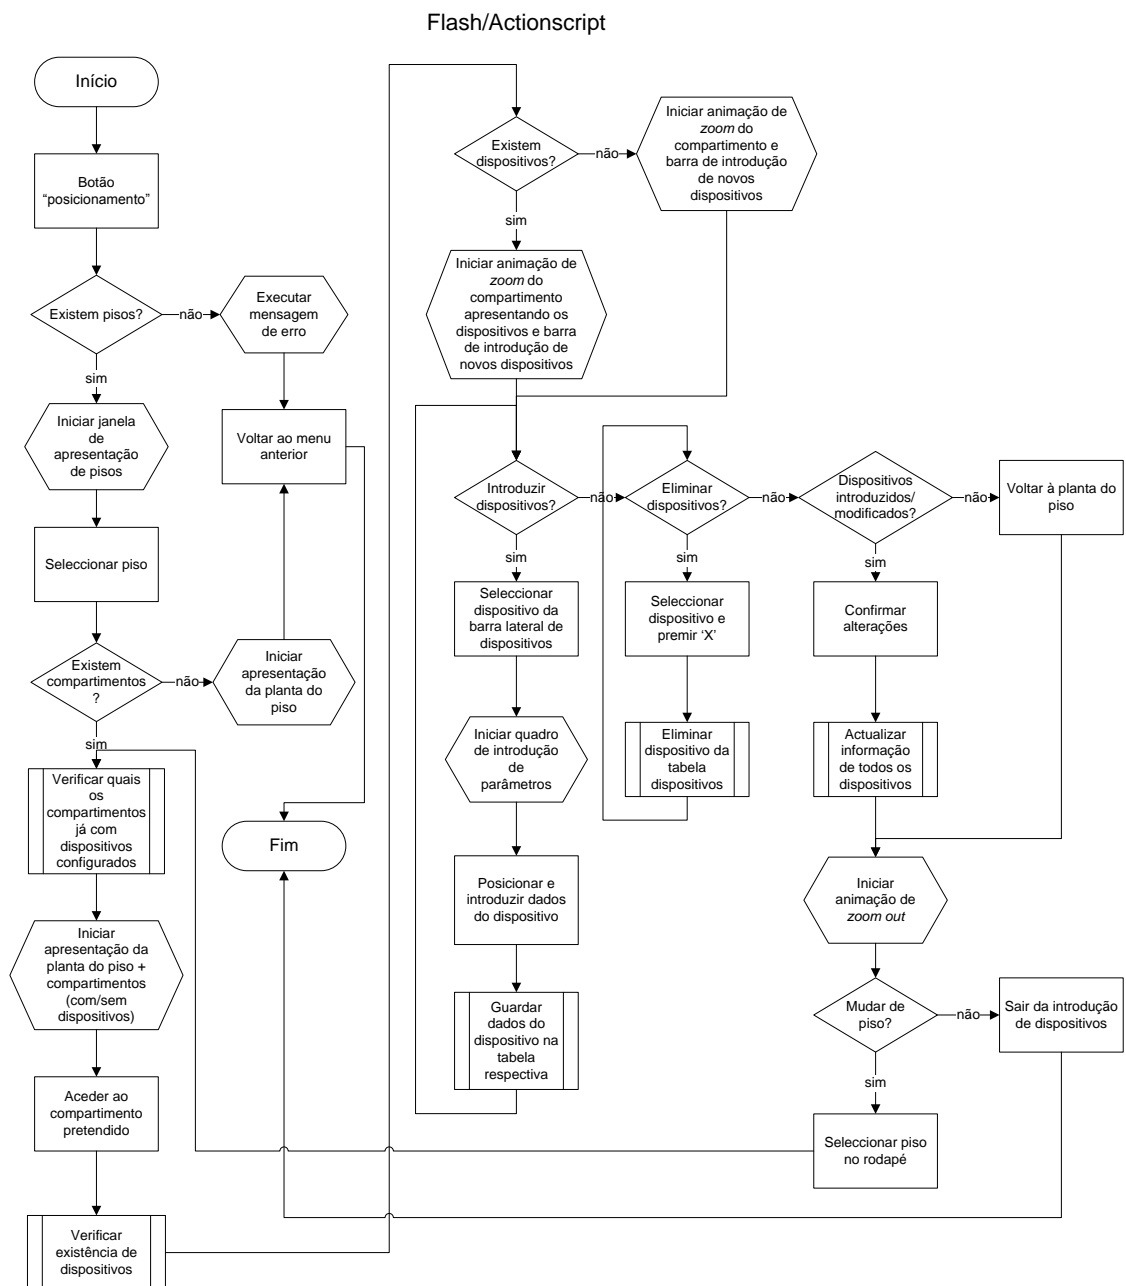 Flash/Actionscript
Início
Botão
“posicionamento”
Existem pisos?
não
Executar
mensagem
de erro
sim
Iniciar janela
de
apresentação
de pisos
Voltar ao menu
anterior
Seleccionar piso
Existem
compartimentos
?
não
Iniciar
apresentação
da planta do
piso
sim
Verificar quais
os
compartimentos
já com
dispositivos
configurados
Fim
Iniciar
apresentação da
planta do piso +
compartimentos
(com/sem
dispositivos)
Aceder ao
compartimento
pretendido
Verificar
existência de
dispositivos
Existem
dispositivos?
não
Iniciar animação de
zoom do
compartimento e
barra de introdução
de novos
dispositivos
sim
Iniciar animação de
zoom do
compartimento
apresentando os
dispositivos e barra
de introdução de
novos dispositivos
Introduzir
dispositivos?
não
Eliminar
dispositivos?
não
Dispositivos
introduzidos/
modificados?
não
Voltar à planta do
piso
sim
Seleccionar
dispositivo da
barra lateral de
dispositivos
Iniciar quadro
de introdução
de
parâmetros
Posicionar e
introduzir dados
do dispositivo
Guardar
dados do
dispositivo na
tabela
respectiva
sim
Seleccionar
dispositivo e
premir ‘X’
Eliminar
dispositivo da
tabela
dispositivos
sim
Confirmar
alterações
Actualizar
informação
de todos os
dispositivos
Iniciar
animação de
zoom out
Mudar de
piso?
não
Sair da introdução
de dispositivos
sim
Seleccionar piso
no rodapé